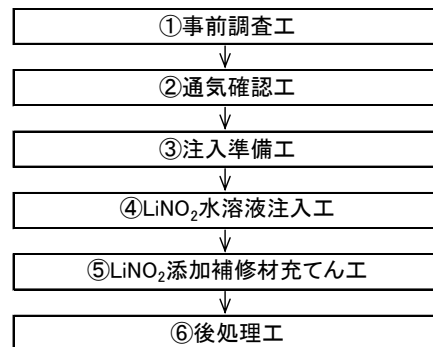 ①事前調査工
②通気確認工
③注入準備工
④LiNO₂水溶液注入工
⑤LiNO₂添加補修材充てん工
⑥後処理工